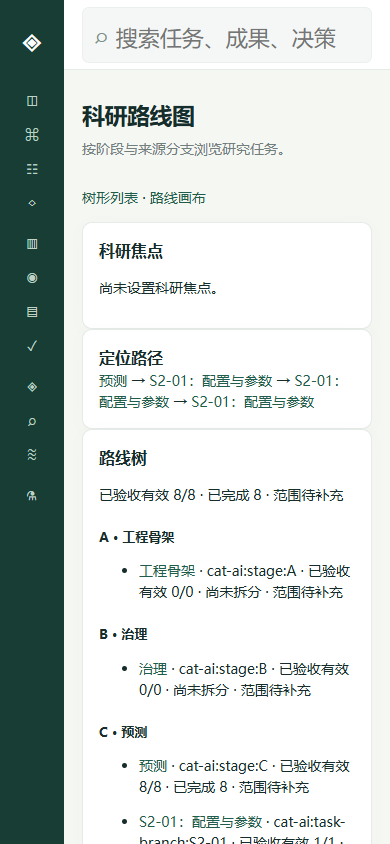 搜索任务、成果、决策
科研路线图
按阶段与来源分支浏览研究任务。
树形列表 · 路线画布
科研焦点
尚未设置科研焦点。
定位路径
预测 → S2-01：配置与参数 → S2-01：
配置与参数 → S2-01：配置与参数
路线树
已验收有效 8/8 · 已完成 8 · 范围待补充
A • 工程骨架
• 工程骨架 · cat-ai:stage:A · 已验收
有效 0/0 · 尚未拆分 · 范围待补充
B • 治理
• 治理 · cat-ai:stage:B · 已验收有效
0/0 · 尚未拆分 · 范围待补充
C • 预测
• 预测 · cat-ai:stage:C · 已验收有效
8/8 · 已完成 8 · 范围待补充
• S2-01：配置与参数 · cat-ai:task-
branch:S2-01 · 已验收有效 1/1 ·